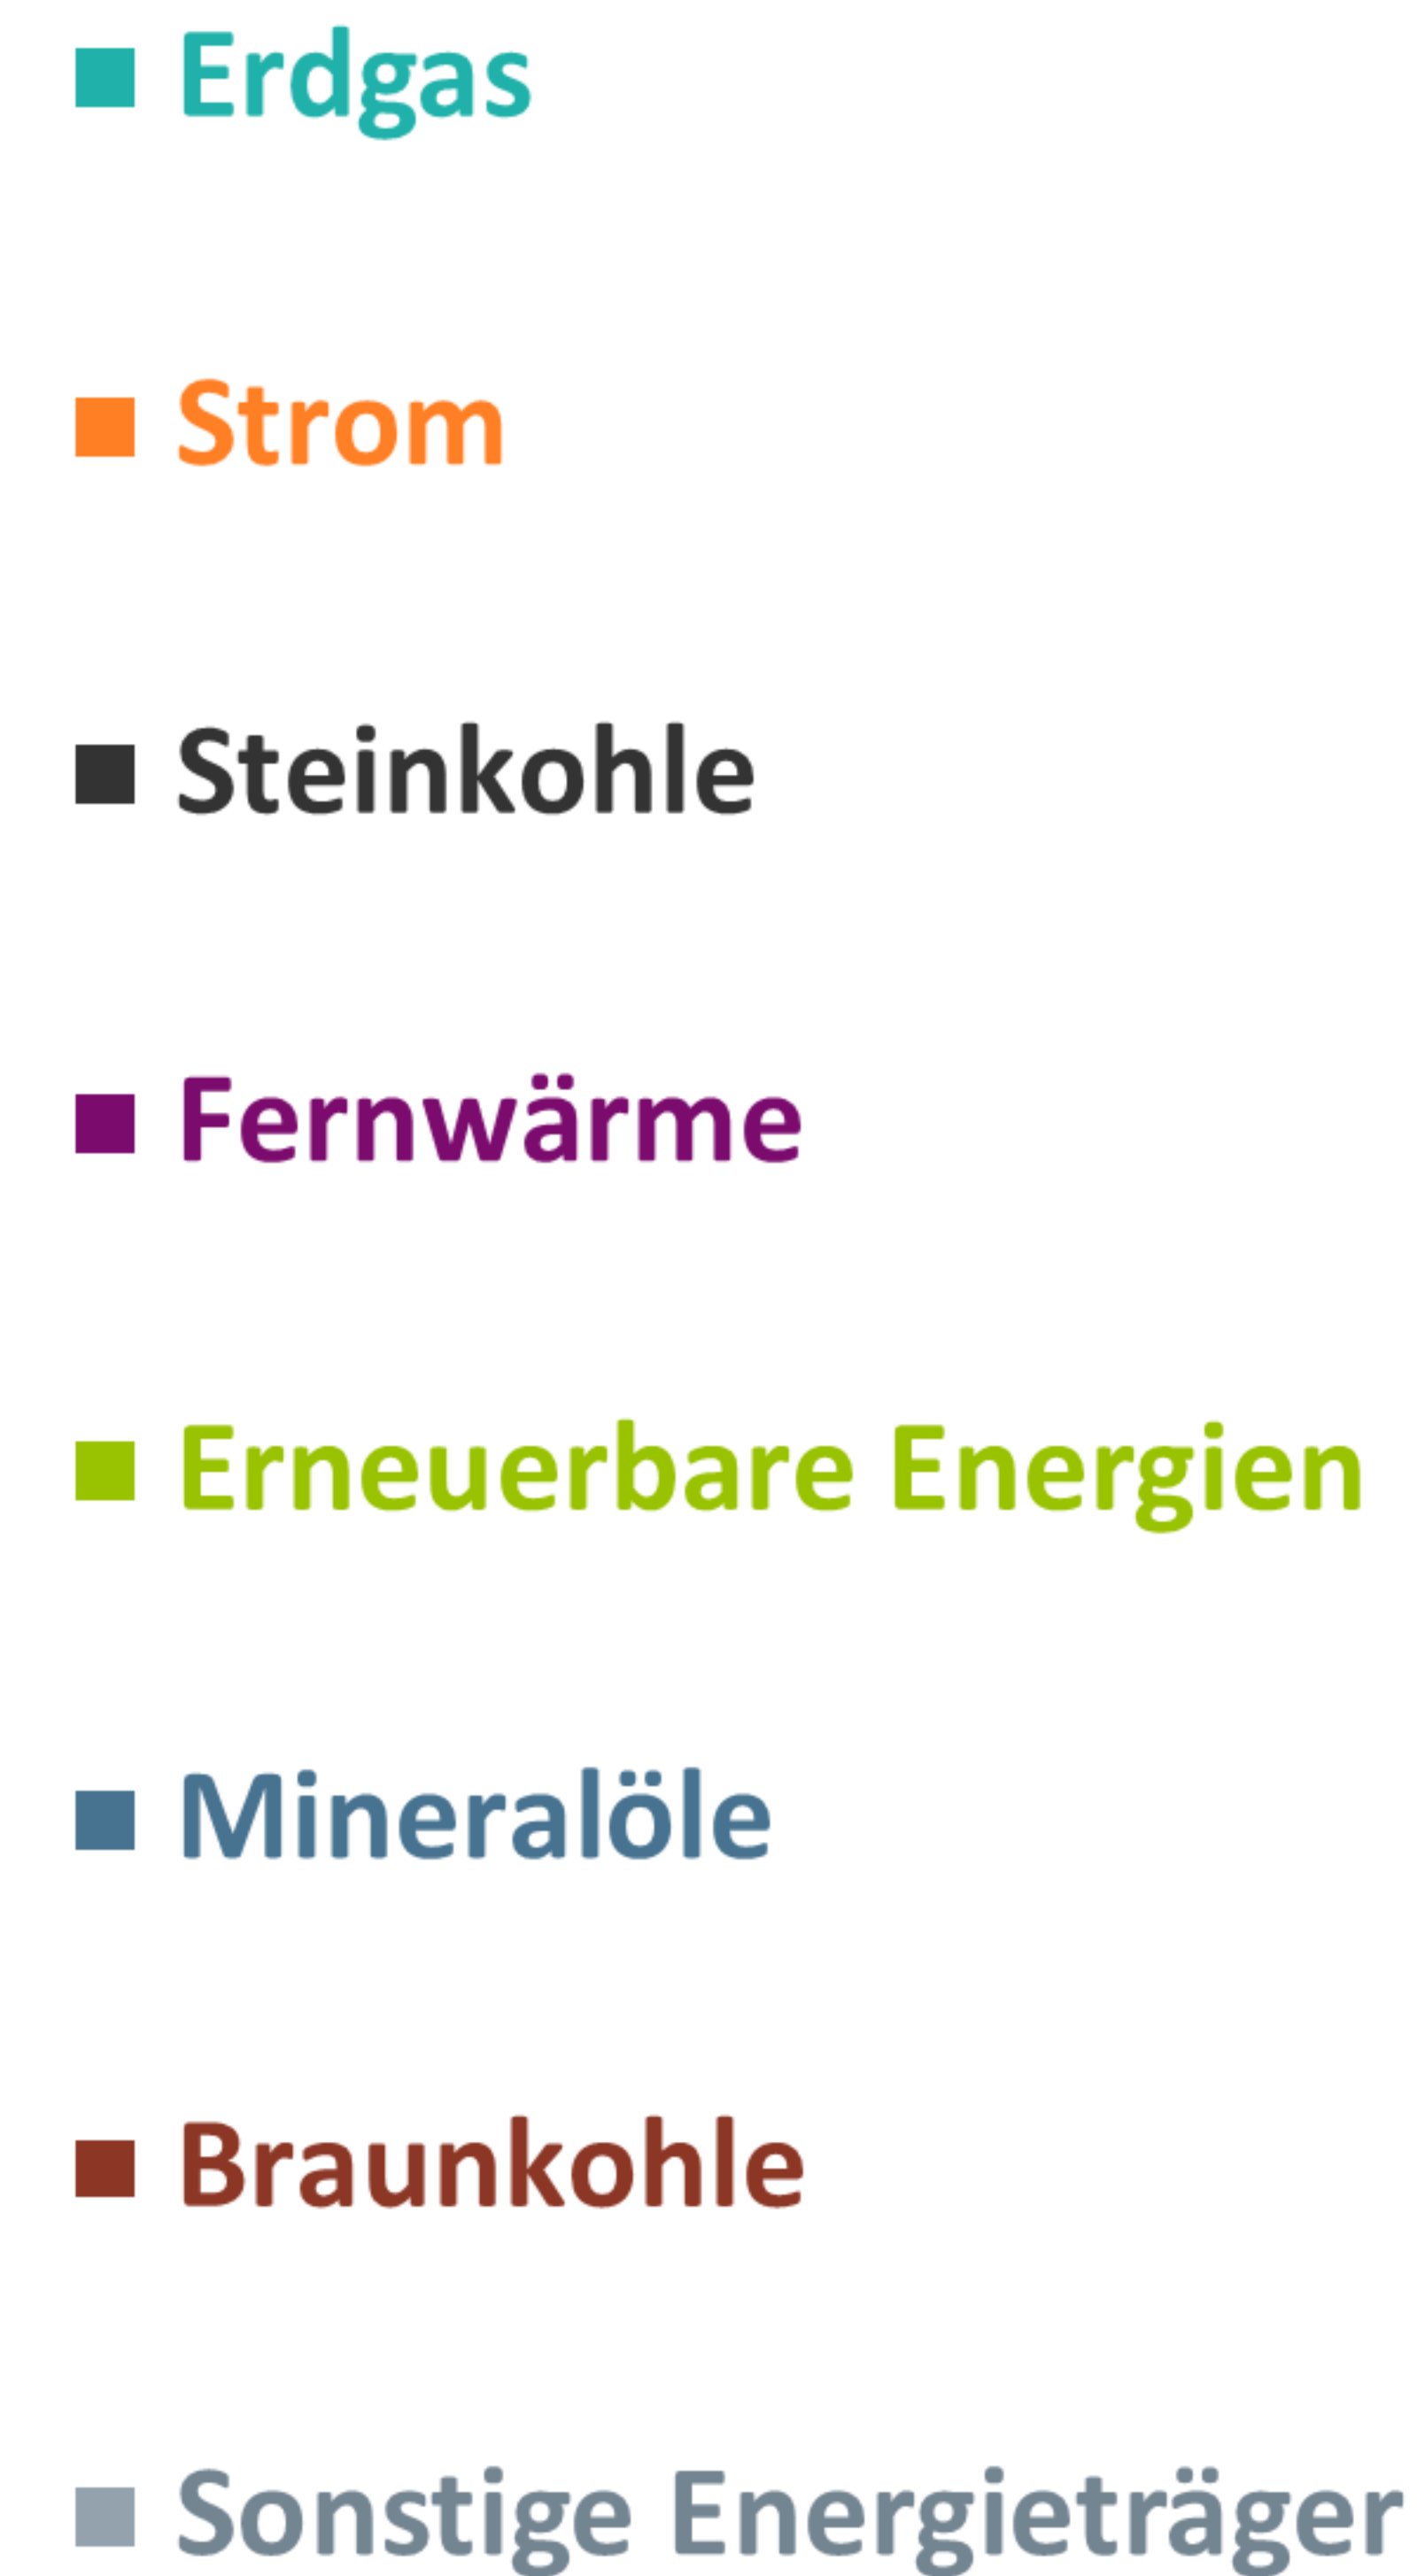 Erdgas
Strom
Steinkohle
Fernwärme
Erneuerbare Energien
Mineralöle
Braunkohle
Sonstige Energieträger